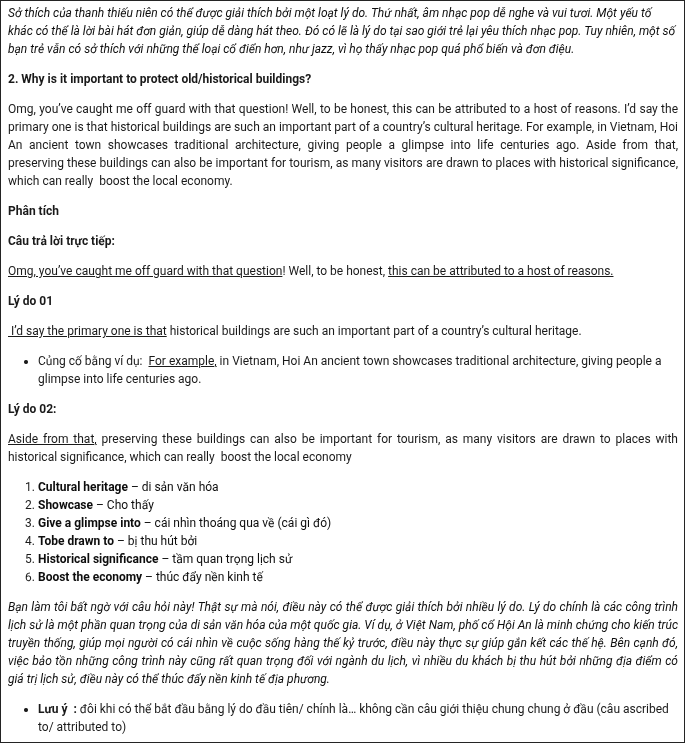 Sở thích của thanh thiếu niên có thể được giải thích bởi một loạt lý do. Thứ nhất, âm nhạc pop dễ nghe và vui tươi. Một yếu tố
khác có thể là lời bài hát đơn giản, giúp dễ dàng hát theo. Đó có lẽ là lý do tại sao giới trẻ lại yêu thích nhạc pop. Tuy nhiên, một số
bạn trẻ vẫn có sở thích với những thể loại cổ điển hơn, như jazz, vì họ thấy nhạc pop quá phổ biến và đơn điệu.
2. Why is it important to protect old/historical buildings?
Omg, you’ve caught me off guard with that question! Well, to be honest, this can be attributed to a host of reasons. I’d say the
primary one is that historical buildings are such an important part of a country’s cultural heritage. For example, in Vietnam, Hoi
An ancient town showcases traditional architecture, giving people a glimpse into life centuries ago. Aside from that,
preserving these buildings can also be important for tourism, as many visitors are drawn to places with historical significance,
which can really  boost the local economy.
Phân tích
Câu trả lời trực tiếp:
Omg, you’ve caught me off guard with that question! Well, to be honest, this can be attributed to a host of reasons.
Lý do 01
I’d say the primary one is that historical buildings are such an important part of a country’s cultural heritage.
• Củng cố bằng ví dụ:  For example, in Vietnam, Hoi An ancient town showcases traditional architecture, giving people a
glimpse into life centuries ago.
Lý do 02:
Aside from that, preserving these buildings can also be important for tourism, as many visitors are drawn to places with
historical significance, which can really  boost the local economy
1. Cultural heritage – di sản văn hóa
2. Showcase – Cho thấy
3. Give a glimpse into – cái nhìn thoáng qua về (cái gì đó)
4. Tobe drawn to – bị thu hút bởi
5. Historical significance – tầm quan trọng lịch sử
6. Boost the economy – thúc đẩy nền kinh tế
Bạn làm tôi bất ngờ với câu hỏi này! Thật sự mà nói, điều này có thể được giải thích bởi nhiều lý do. Lý do chính là các công trình
lịch sử là một phần quan trọng của di sản văn hóa của một quốc gia. Ví dụ, ở Việt Nam, phố cổ Hội An là minh chứng cho kiến trúc
truyền thống, giúp mọi người có cái nhìn về cuộc sống hàng thế kỷ trước, điều này thực sự giúp gắn kết các thế hệ. Bên cạnh đó,
việc bảo tồn những công trình này cũng rất quan trọng đối với ngành du lịch, vì nhiều du khách bị thu hút bởi những địa điểm có
giá trị lịch sử, điều này có thể thúc đẩy nền kinh tế địa phương.
• Lưu ý  : đôi khi có thể bắt đầu bằng lý do đầu tiên/ chính là… không cần câu giới thiệu chung chung ở đầu (câu ascribed
to/ attributed to)